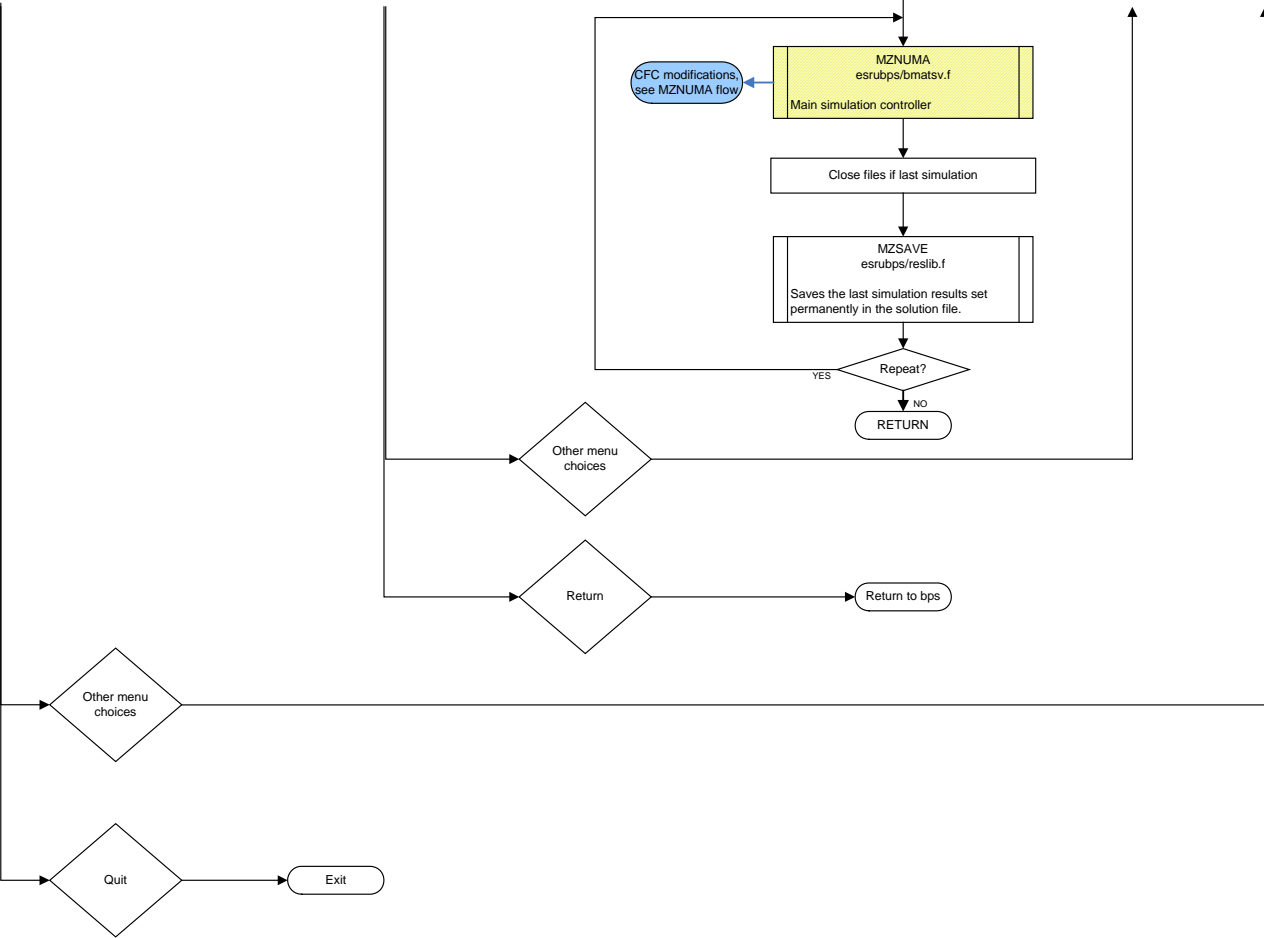 MZNUMA
esrubps/bmatsv.f
Main simulation controller
CFC modifications,
see MZNUMA flow
Close files if last simulation
MZSAVE
esrubps/reslib.f
Saves the last simulation results set
permanently in the solution file.
Repeat?
YES
NO
RETURN
Other menu
choices
Return
Return to bps
Other menu
choices
Quit
Exit